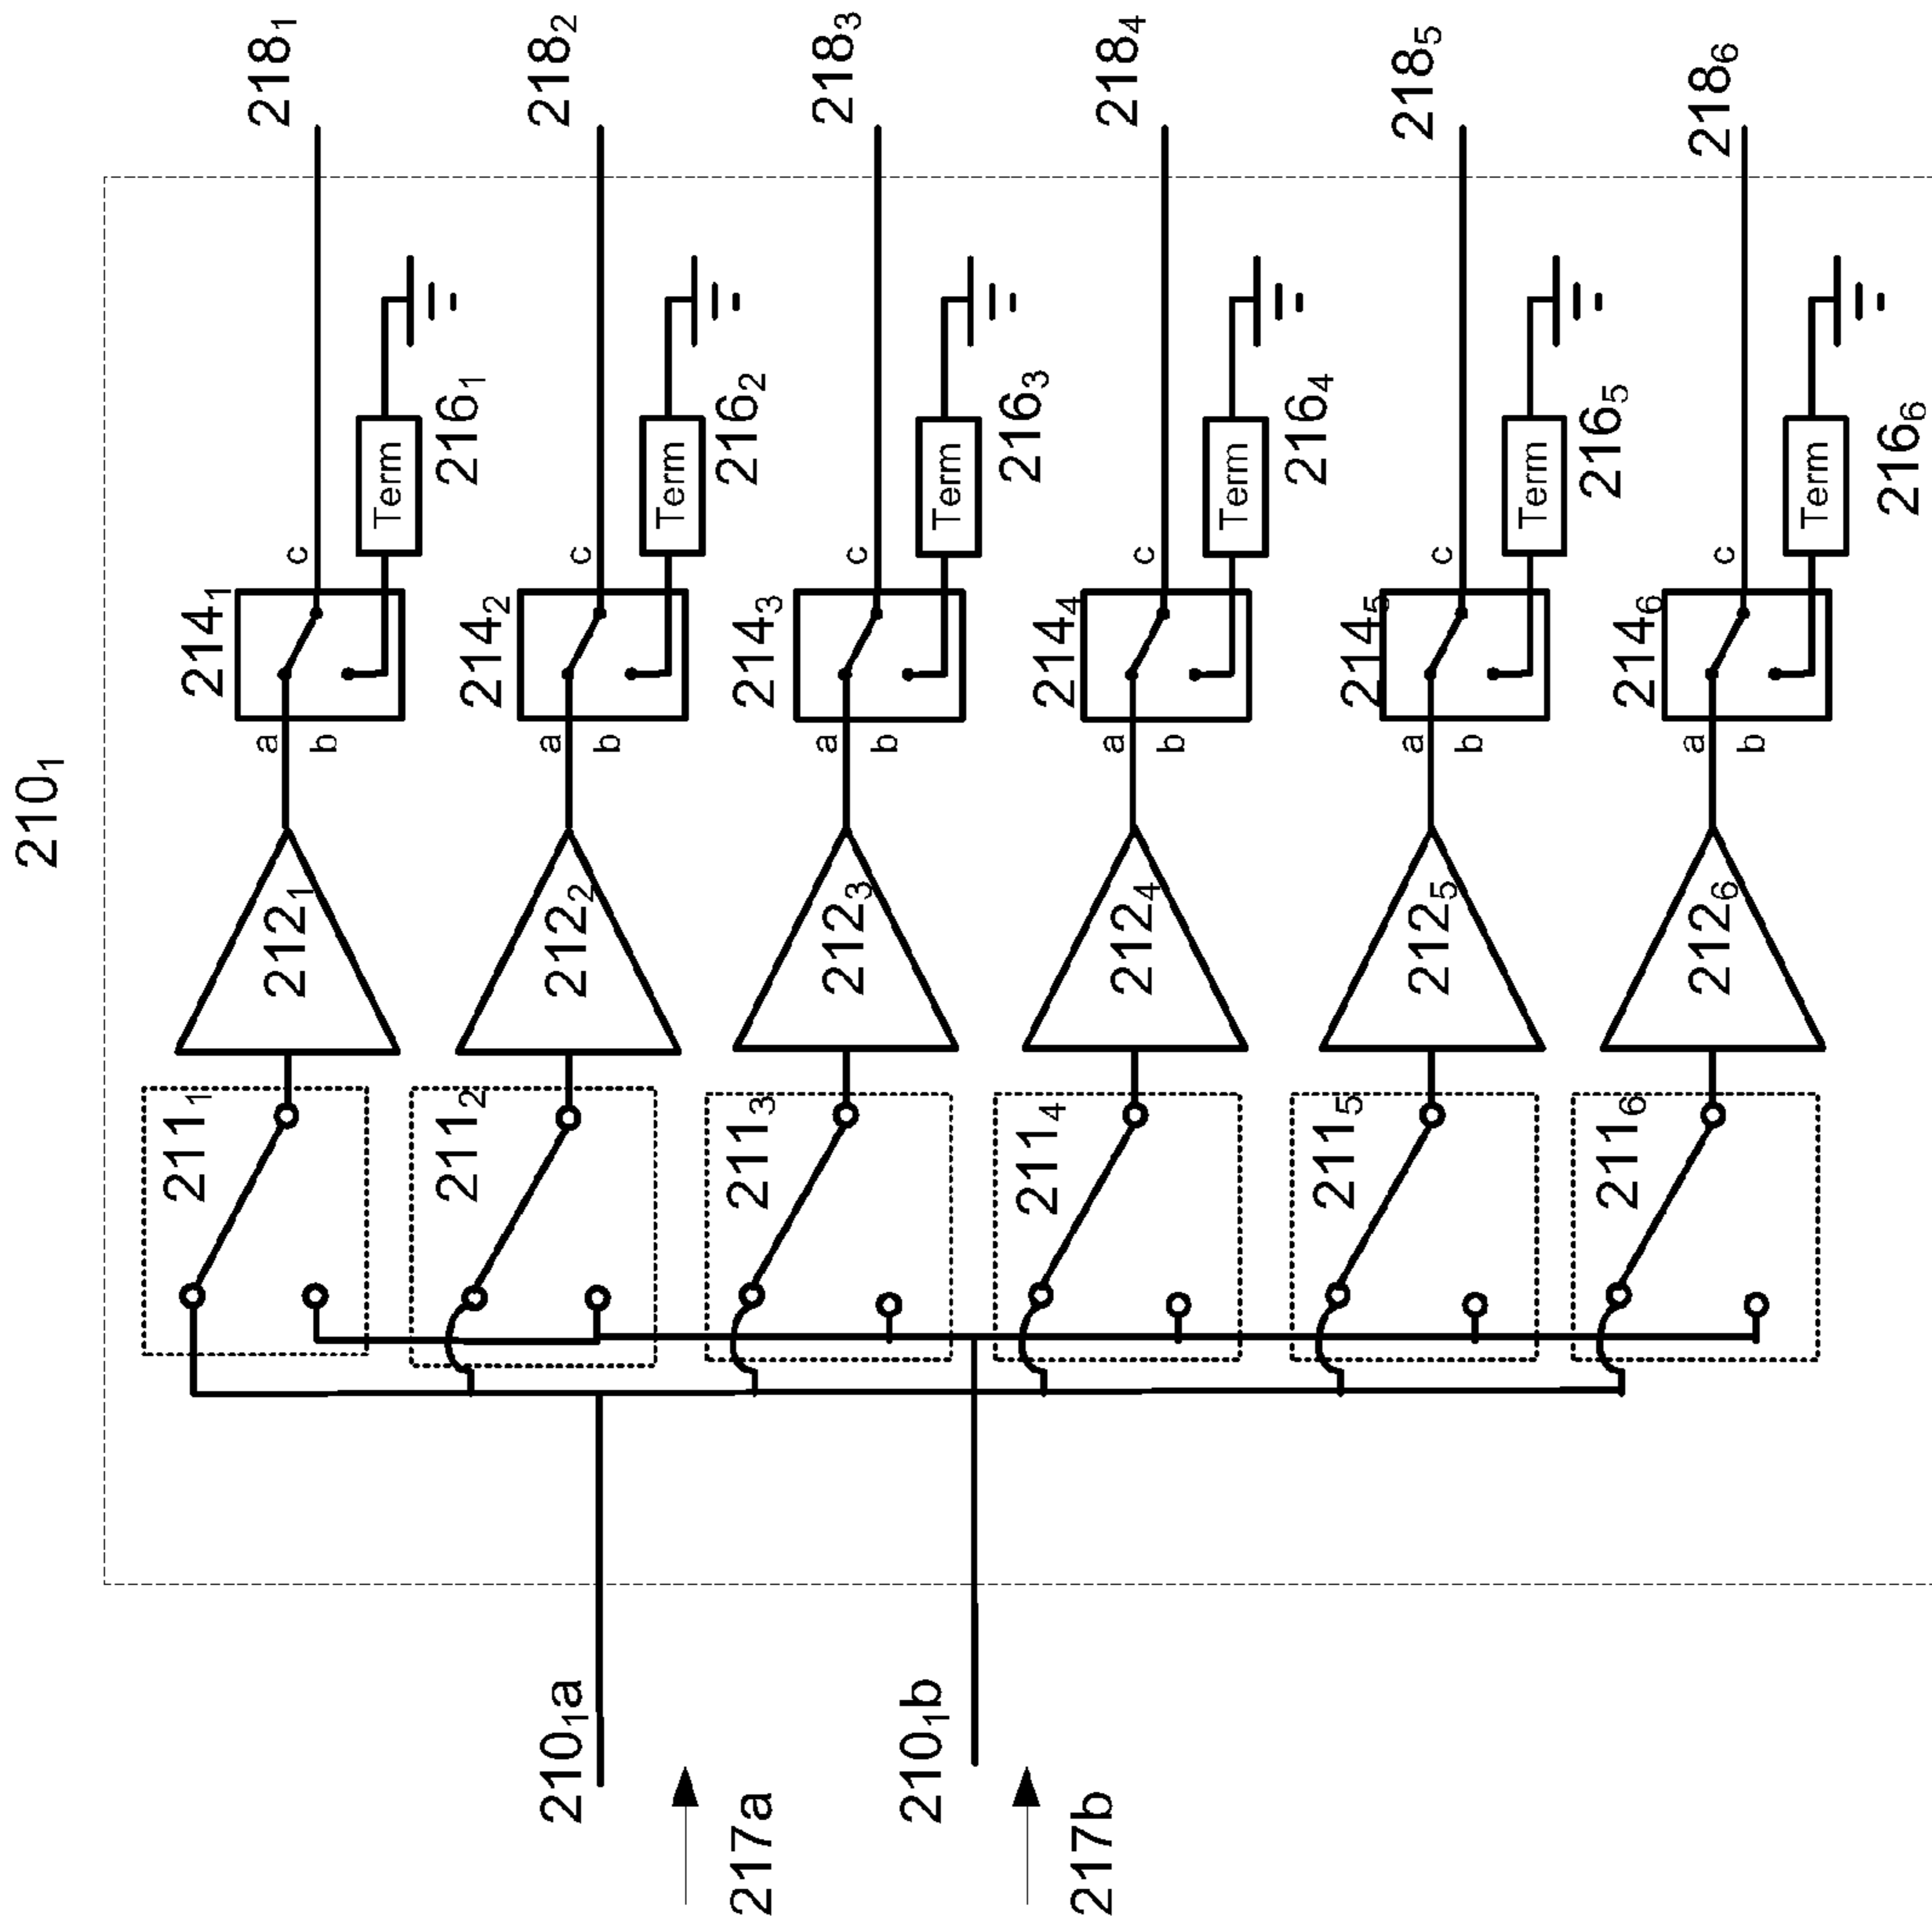 210₁
218₁
218₂
218₃
218₄
218₅
218₆
214₁
c
Term
216₁
a
b
214₂
c
Term
216₂
a
b
214₃
c
Term
216₃
a
b
214₄
c
Term
216₄
a
b
214₅
c
Term
216₅
a
b
214₆
c
Term
216₆
a
b
212₁
212₂
212₃
212₄
212₅
212₆
211₁
211₂
211₃
211₄
211₅
211₆
210₁a
210₁b
217a
217b